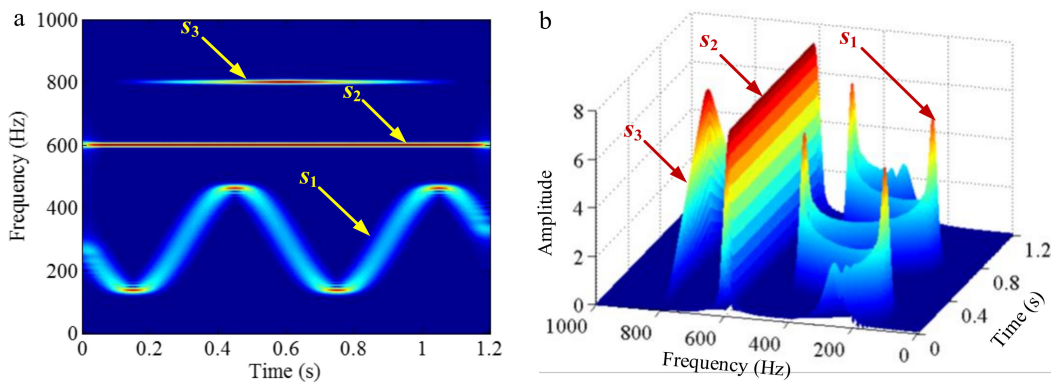 a
1000
800
600
400
200
0
s3
s2
s1
Frequency (Hz)
0 0.2 0.4 0.6 0.8 1 1.2
Time (s)
b
s2
s1
s3
8
6
4
2
0
Amplitude
1000 800 600 400 200 0
Frequency (Hz)
0 0.4 0.8 1.2
Time (s)